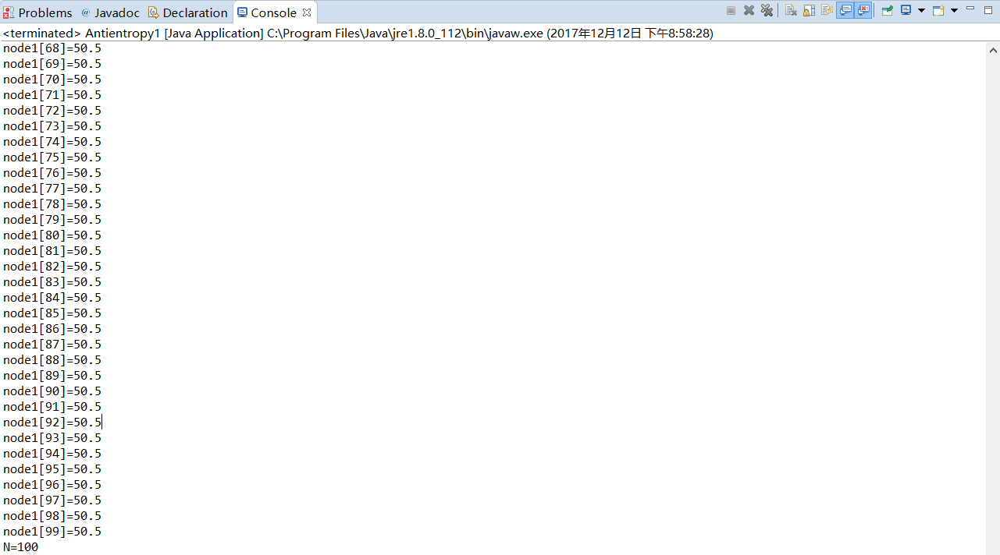 Problems @ Javadoc Declaration Console
<terminated> Antientropy1 [Java Application] C:\Program Files\Java\jre1.8.0_112\bin\javaw.exe (2017年12月12日 下午8:58:28)
node1[68]=50.5
node1[69]=50.5
node1[70]=50.5
node1[71]=50.5
node1[72]=50.5
node1[73]=50.5
node1[74]=50.5
node1[75]=50.5
node1[76]=50.5
node1[77]=50.5
node1[78]=50.5
node1[79]=50.5
node1[80]=50.5
node1[81]=50.5
node1[82]=50.5
node1[83]=50.5
node1[84]=50.5
node1[85]=50.5
node1[86]=50.5
node1[87]=50.5
node1[88]=50.5
node1[89]=50.5
node1[90]=50.5
node1[91]=50.5
node1[92]=50.5
node1[93]=50.5
node1[94]=50.5
node1[95]=50.5
node1[96]=50.5
node1[97]=50.5
node1[98]=50.5
node1[99]=50.5
N=100